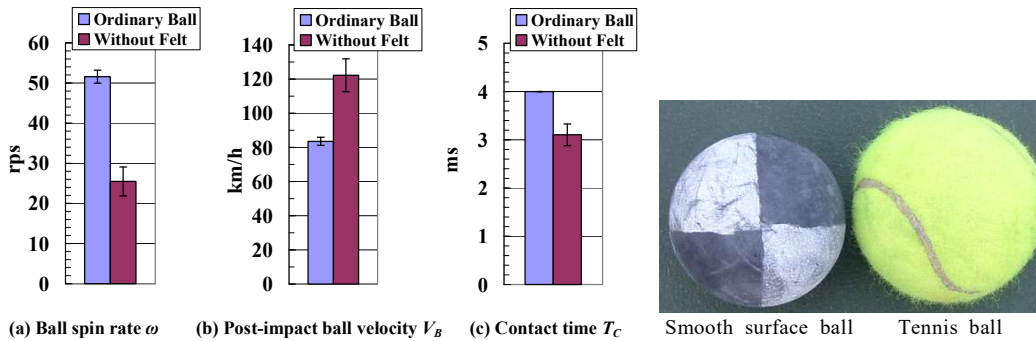 Ordinary Ball
Without Felt
60
50
40
30
20
10
0
rps
(a) Ball spin rate ω
Ordinary Ball
Without Felt
140
120
100
80
60
40
20
0
km/h
(b) Post-impact ball velocity V_B
Ordinary Ball
Without Felt
5
4
3
2
1
0
ms
(c) Contact time T_C
Smooth surface ball
Tennis ball